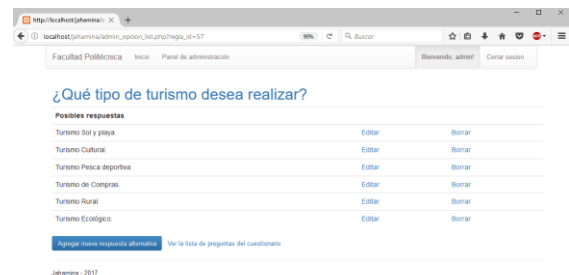 http://localhost/jahamina/a
localhost/jahamina/admin_opcion_list.php?regla_id=57 90% Buscar
Facultad Politécnica Inicio Panel de administración Bienvenido, admin! Cerrar sesion
¿Qué tipo de turismo desea realizar?
Posibles respuestas
Turismo Sol y playa. Editar Borrar
Turismo Cultural. Editar Borrar
Turismo Pesca deportiva. Editar Borrar
Turismo de Compras. Editar Borrar
Turismo Rural. Editar Borrar
Turismo Ecológico. Editar Borrar
Agregar nueva respuesta alternativa Ver la lista de preguntas del cuestionario
Jahamina - 2017